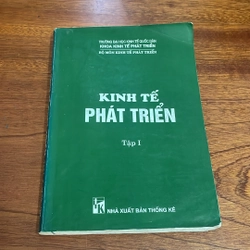 TRƯỜNG ĐẠI HỌC KINH TẾ QUỐC DÂN
KHOA KINH TẾ PHÁT TRIỂN
BỘ MÔN KINH TẾ PHÁT TRIỂN
KINH TẾ
PHÁT TRIỂN
Tập I
NHÀ XUẤT BẢN THỐNG KÊ